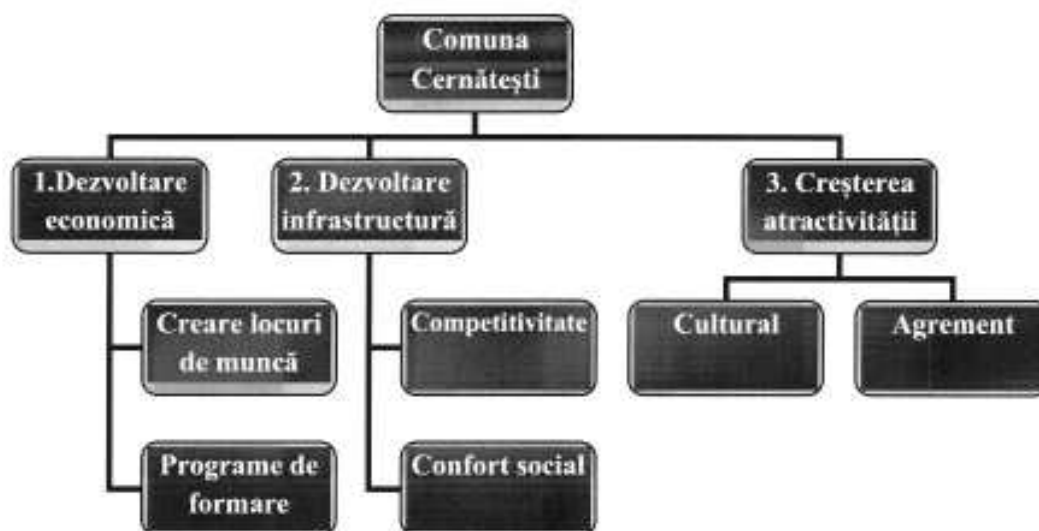 Comuna
Cernătești
1.Dezvoltare
economică
2. Dezvoltare
infrastructură
3. Creșterea
atractivității
Creare locuri
de muncă
Competitivitate
Cultural
Agrement
Programe de
formare
Confort social